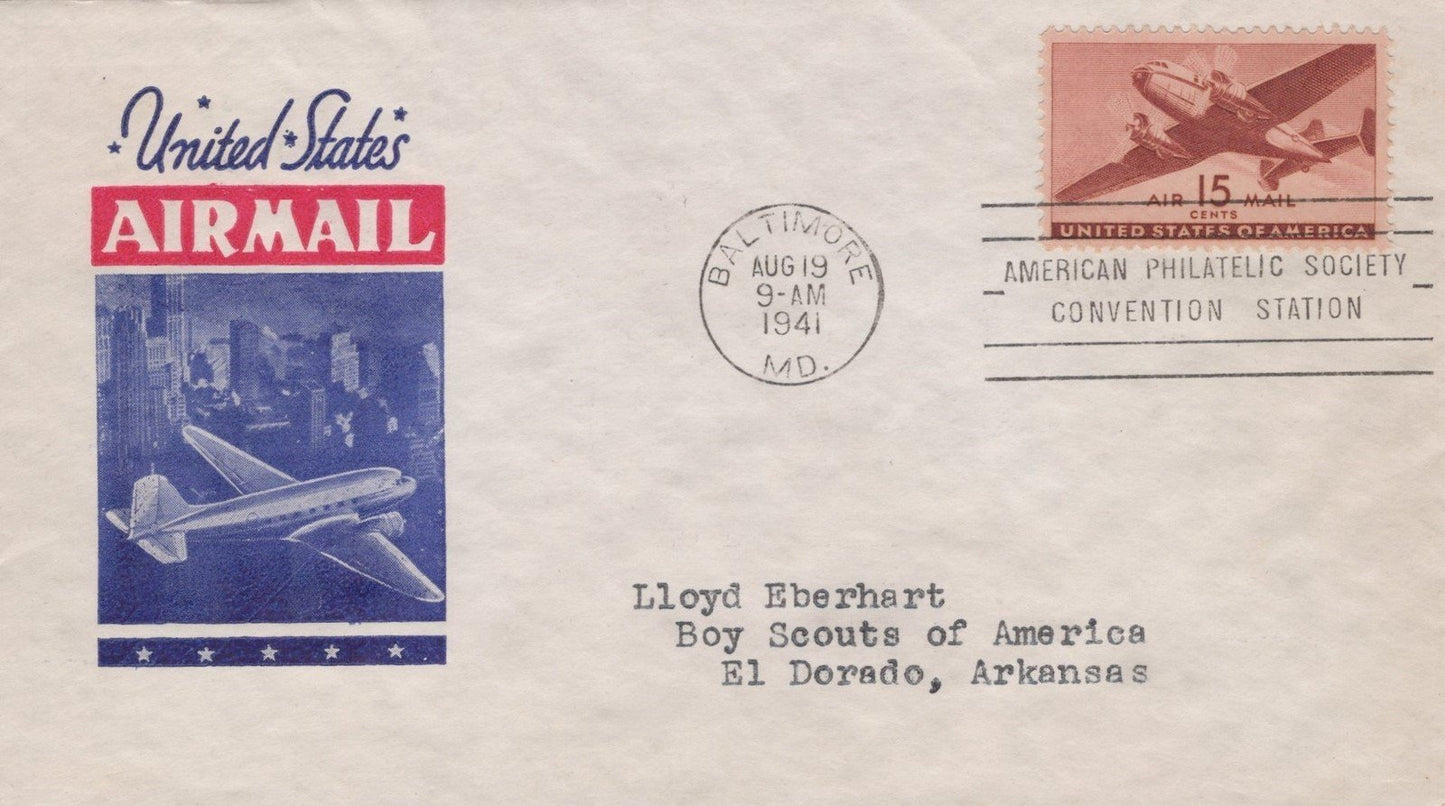 United States
AIRMAIL
AIR 15 MAIL
CENTS
UNITED STATES OF AMERICA
BALTIMORE
AUG 19
9-AM
1941
MD.
AMERICAN PHILATELIC SOCIETY
CONVENTION STATION
Lloyd Eberhart
Boy Scouts of America
El Dorado, Arkansas